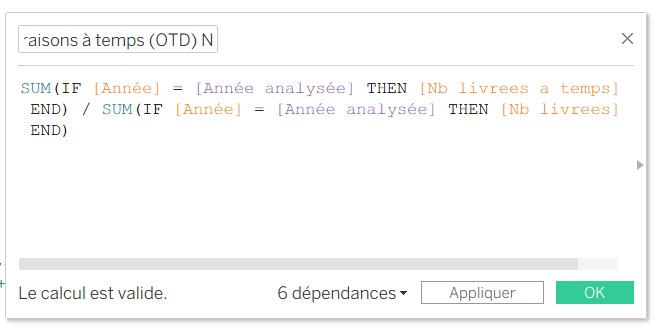 raisons à temps (OTD) N
SUM(IF [Année] = [Année analysée] THEN [Nb livrees a temps]
END) / SUM(IF [Année] = [Année analysée] THEN [Nb livrees]
END)
Le calcul est valide.
6 dépendances
Appliquer
OK